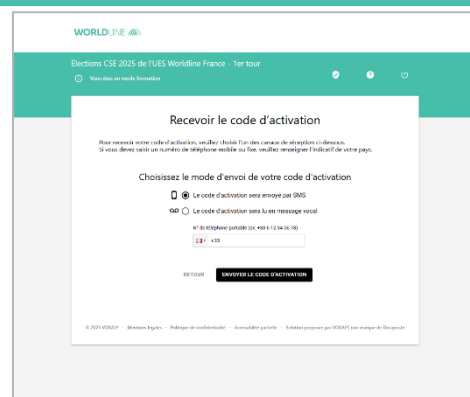 WORLDLINE
Élections CSE 2025 de l'UES Worldline France - 1er tour
Vous êtes en mode formation
Recevoir le code d'activation
Pour recevoir votre code d'activation, veuillez choisir l'un des canaux de réception ci-dessous.
Si vous devez saisir un numéro de téléphone mobile ou fixe, veuillez renseigner l'indicatif de votre pays.
Choisissez le mode d'envoi de votre code d'activation
Le code d'activation sera envoyé par SMS
Le code d'activation sera lu en message vocal
N° de téléphone portable (ex: +33 6 12 34 56 78)
+33
RETOUR ENVOYER LE CODE D'ACTIVATION
© 2025 VOXALY - Mentions légales - Politique de confidentialité - Accessibilité partielle - Solution proposée par VOXALY, une marque de Docaposte